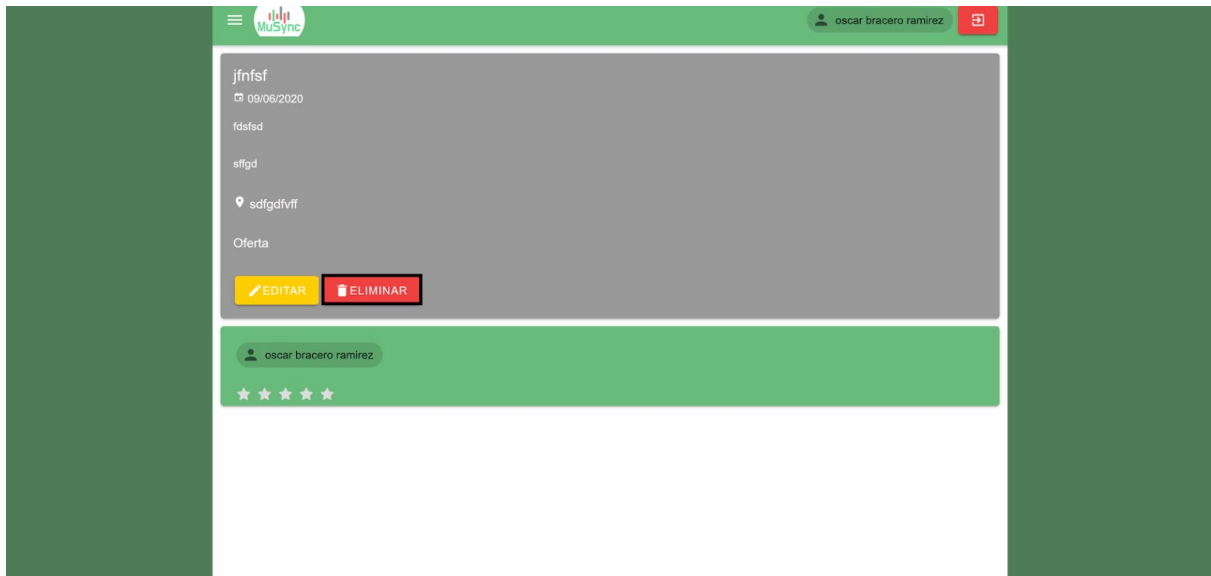 MuSync
oscar bracero ramirez
jfnfsf
09/06/2020
fdsfsd
sffgd
sdfgdfvff
Oferta
EDITAR ELIMINAR
oscar bracero ramirez